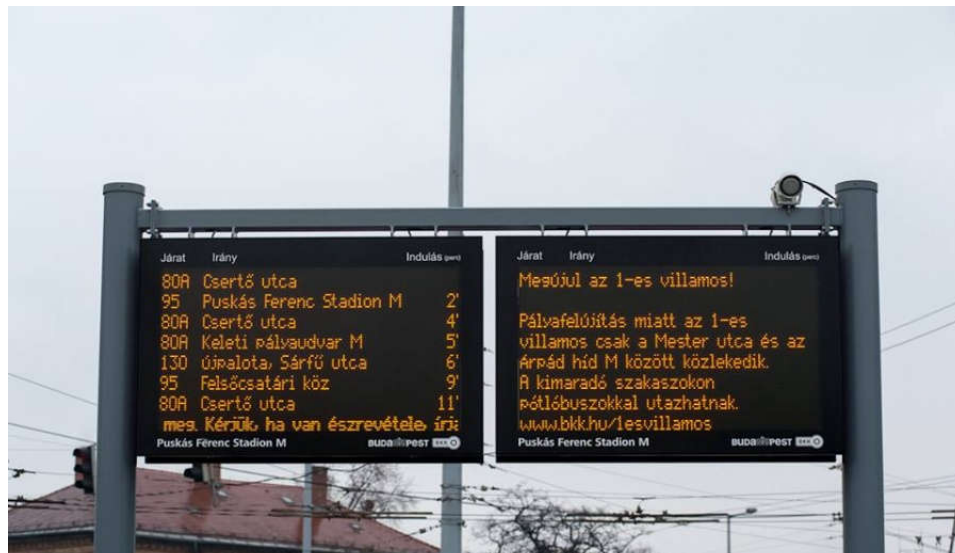 Járat Irány Indulás (perc)
80A Csertő utca
95 Puskás Ferenc Stadion M 2'
80A Csertő utca 4'
80A Keleti pályaudvar M 5'
130 Újpalota, Sárfű utca 6'
95 Felsőcsatári köz 9'
80A Csertő utca 11'
meg. Kérjük, ha van észrevétele, írja
Puskás Ferenc Stadion M BUDAPEST BKK
Járat Irány Indulás (perc)
Megújul az 1-es villamos!
Pályafelújítás miatt az 1-es
villamos csak a Mester utca és az
Árpád híd M között közlekedik.
A kimaradó szakaszokon
pótlóbuszokkal utazhatnak.
www.bkk.hu/1esvillamos
Puskás Ferenc Stadion M BUDAPEST BKK